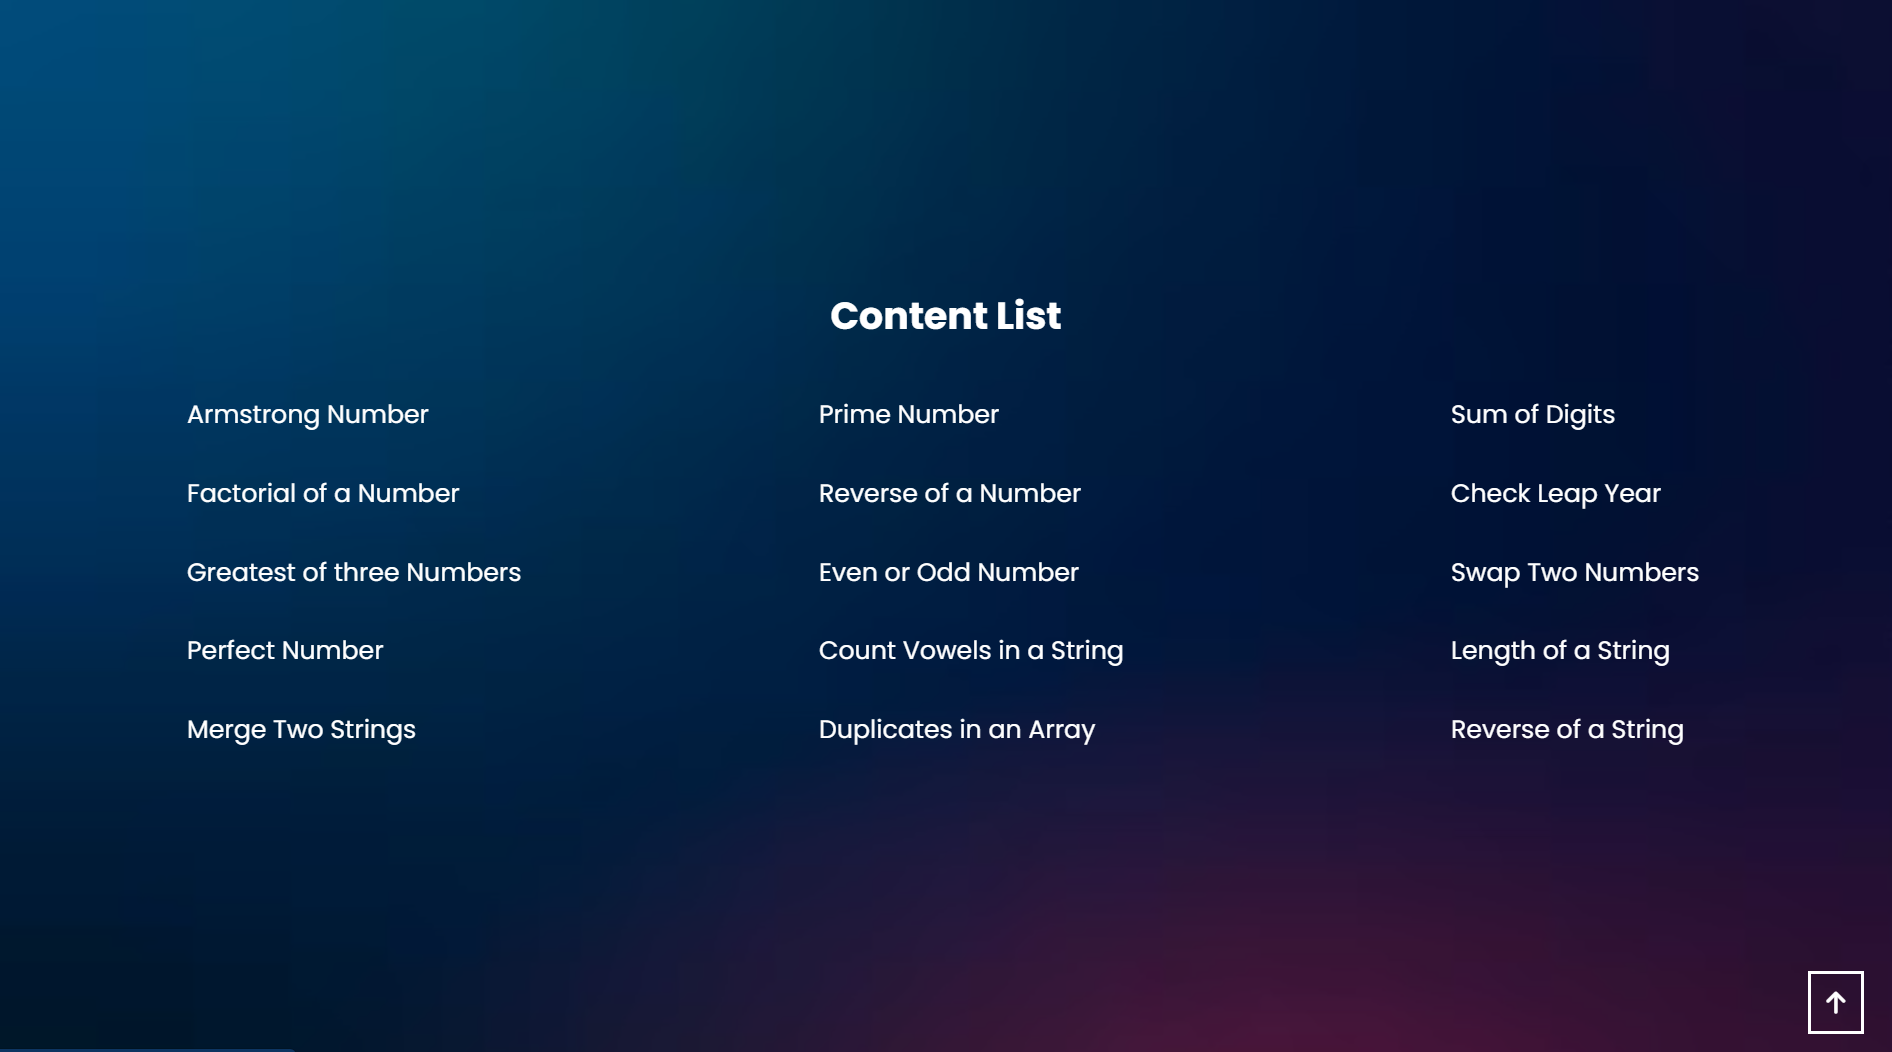 Content List
Armstrong Number
Prime Number
Sum of Digits
Factorial of a Number
Reverse of a Number
Check Leap Year
Greatest of three Numbers
Even or Odd Number
Swap Two Numbers
Perfect Number
Count Vowels in a String
Length of a String
Merge Two Strings
Duplicates in an Array
Reverse of a String